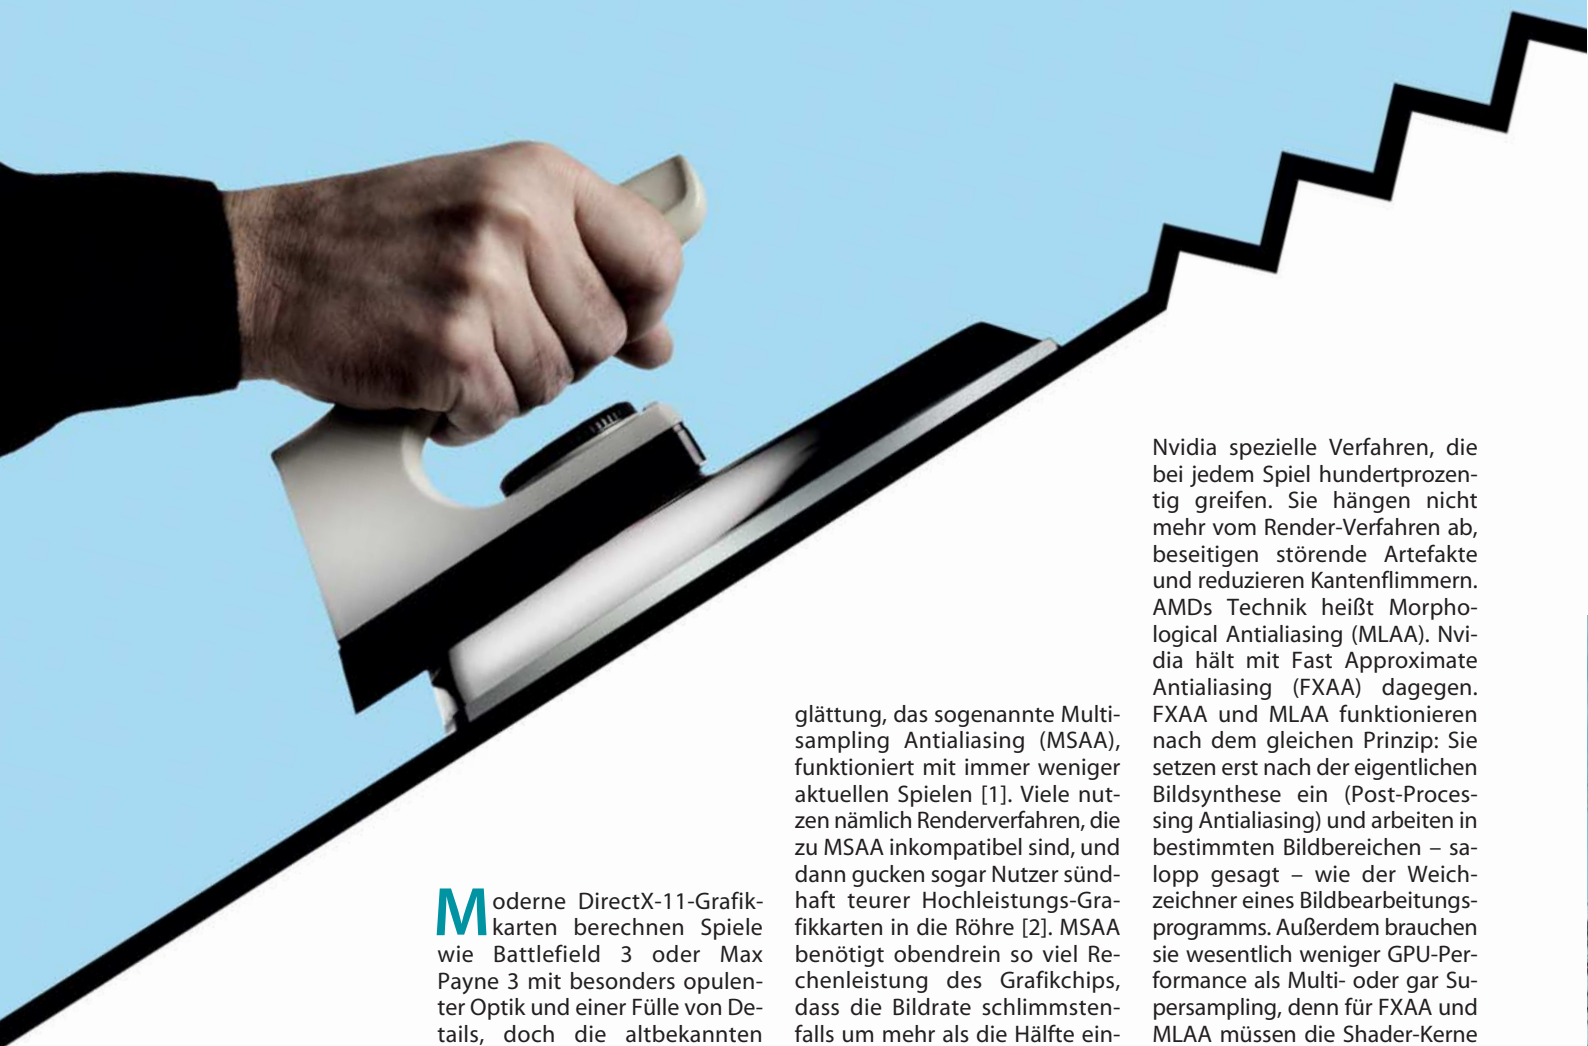 Moderne DirectX-11-Grafik-
karten berechnen Spiele
wie Battlefield 3 oder Max
Payne 3 mit besonders opulen-
ter Optik und einer Fülle von De-
tails, doch die altbekannten
glättung, das sogenannte Multi-
sampling Antialiasing (MSAA),
funktioniert mit immer weniger
aktuellen Spielen [1]. Viele nut-
zen nämlich Renderverfahren, die
zu MSAA inkompatibel sind, und
dann gucken sogar Nutzer sünd-
haft teurer Hochleistungs-Gra-
fikkarten in die Röhre [2]. MSAA
benötigt obendrein so viel Re-
chenleistung des Grafikchips,
dass die Bildrate schlimmsten-
falls um mehr als die Hälfte ein-
Nvidia spezielle Verfahren, die
bei jedem Spiel hundertprozen-
tig greifen. Sie hängen nicht
mehr vom Render-Verfahren ab,
beseitigen störende Artefakte
und reduzieren Kantenflimmern.
AMDs Technik heißt Morpho-
logical Antialiasing (MLAA). Nvi-
dia hält mit Fast Approximate
Antialiasing (FXAA) dagegen.
FXAA und MLAA funktionieren
nach dem gleichen Prinzip: Sie
setzen erst nach der eigentlichen
Bildsynthese ein (Post-Proces-
sing Antialiasing) und arbeiten in
bestimmten Bildbereichen – sa-
lopp gesagt – wie der Weich-
zeichner eines Bildbearbeitungs-
programms. Außerdem brauchen
sie wesentlich weniger GPU-Per-
formance als Multi- oder gar Su-
persampling, denn für FXAA und
MLAA müssen die Shader-Kerne